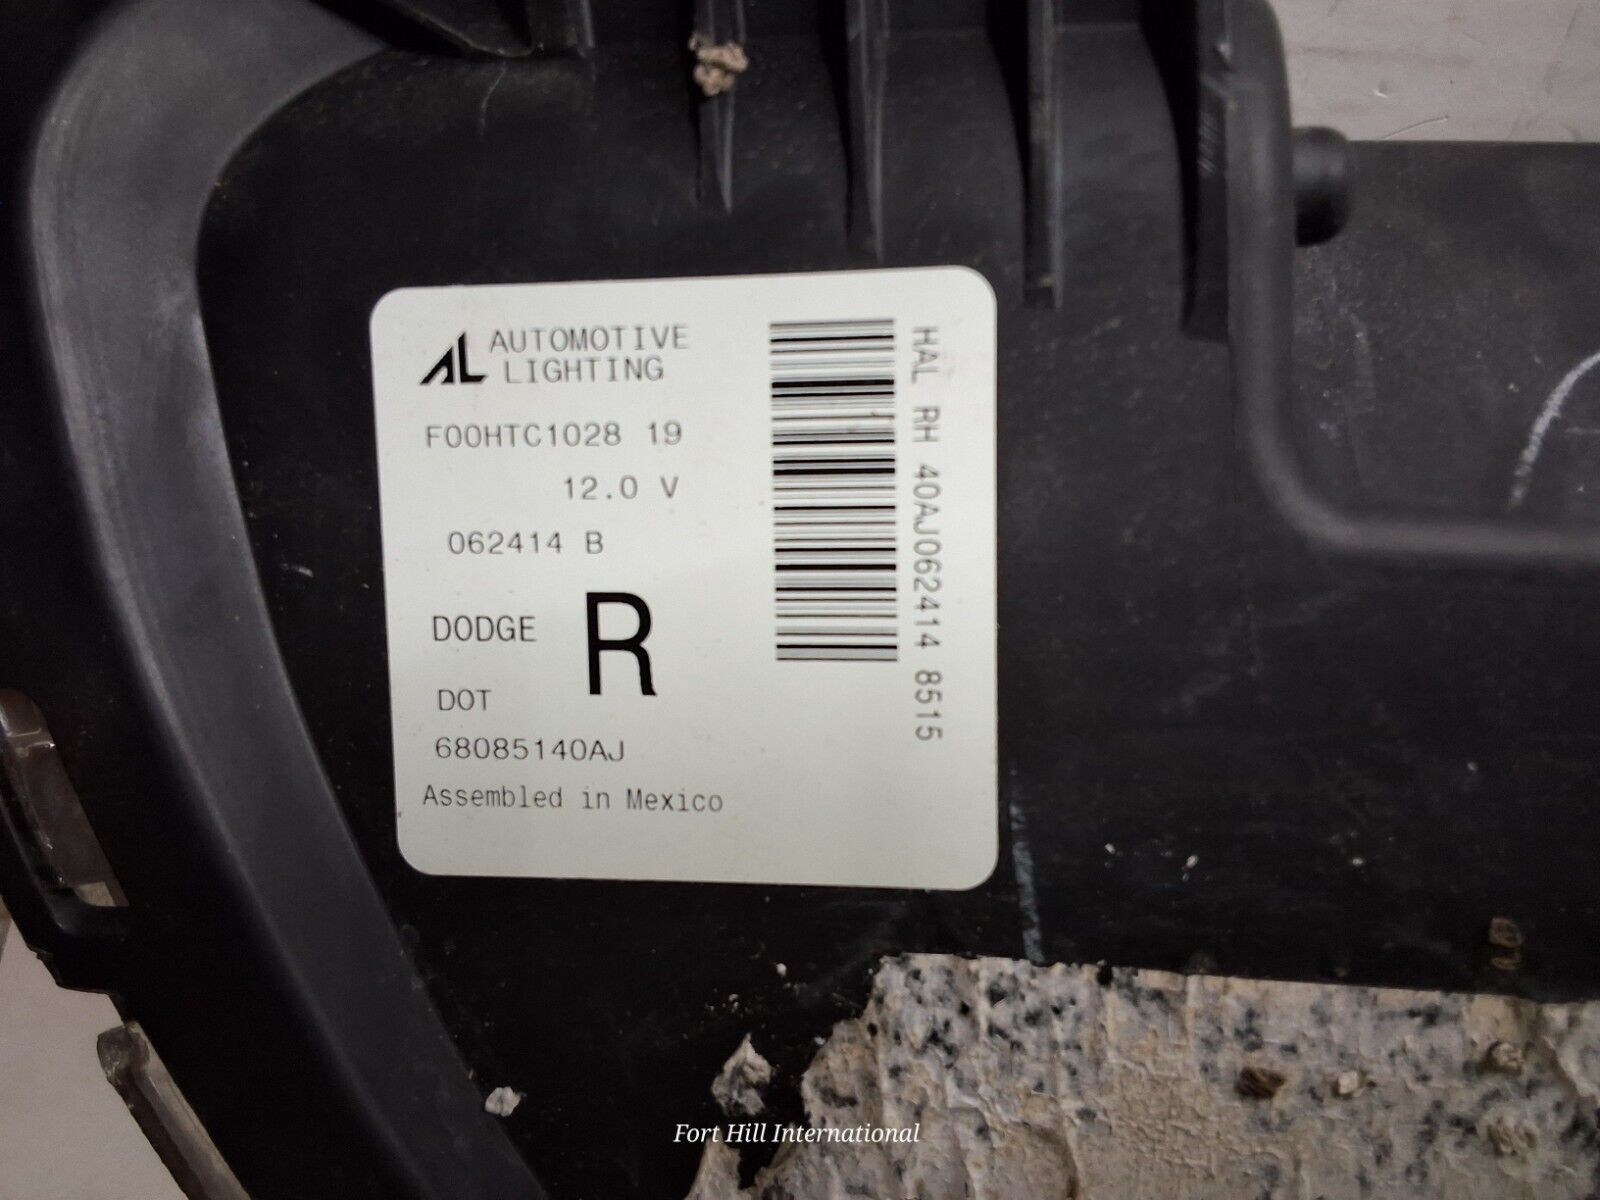 AL AUTOMOTIVE
LIGHTING
F00HTC1028 19
12.0 V
062414 B
DODGE R
DOT
68085140AJ
Assembled in Mexico
HAL RH 40AJ062414 8515
Fort Hill International